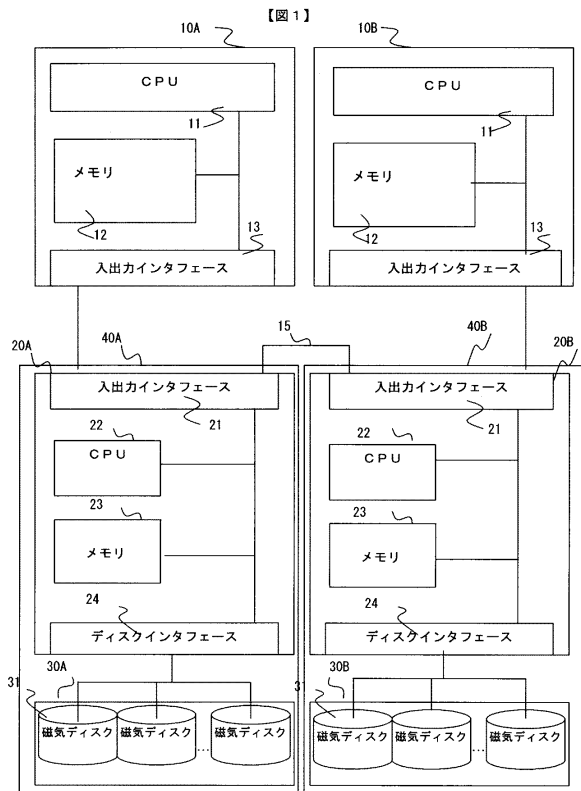 【図１】
10A
10B
ＣＰＵ
ＣＰＵ
11
11
メモリ
メモリ
12
12
13
13
入出力インタフェース
入出力インタフェース
15
40A
40B
20A
20B
入出力インタフェース
入出力インタフェース
21
21
22
22
ＣＰＵ
ＣＰＵ
23
23
メモリ
メモリ
24
24
ディスクインタフェース
ディスクインタフェース
30A
30B
31
31
磁気ディスク 磁気ディスク … 磁気ディスク
磁気ディスク 磁気ディスク … 磁気ディスク